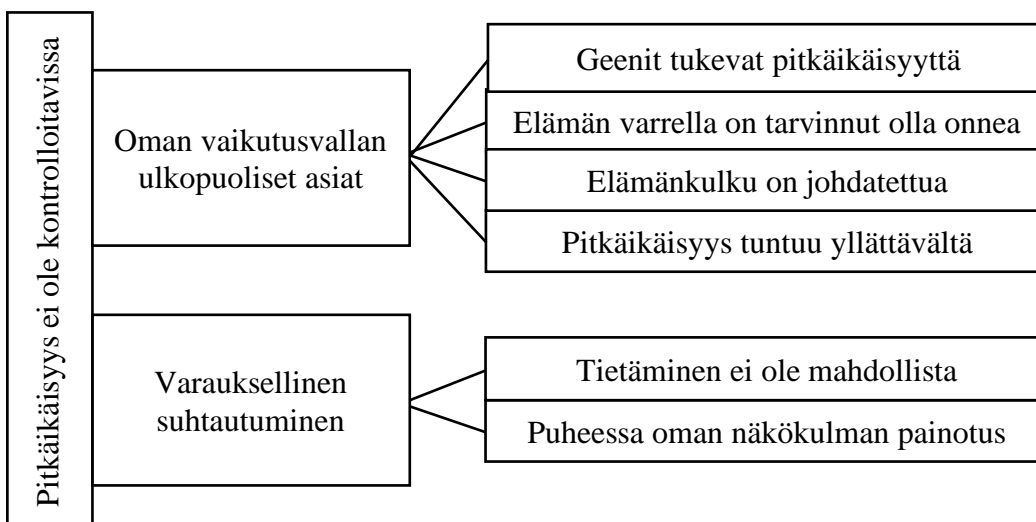 Pitkäikäisyys ei ole kontrolloitavissa
Oman vaikutusvallan
ulkopuoliset asiat
Geenit tukevat pitkäikäisyyttä
Elämän varrella on tarvinnut olla onnea
Elämänkulku on johdatettua
Pitkäikäisyys tuntuu yllättävältä
Varauksellinen
suhtautuminen
Tietäminen ei ole mahdollista
Puheessa oman näkökulman painotus